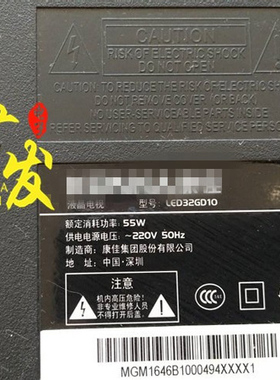 CAUTION
RISK OF ELECTRIC SHOCK
DO NOT OPEN
CAUTION: TO REDUCE THE RISK OF ELECTRIC SH
DO NOT REMOVE COVER (OR BACK).
NO USER SERVICEABLE PARTS INSIDE
REFER SERVICING TO QUALIFIED SERVICE
发
液晶电视 型号: LED32GD10
额定消耗功率: 55W
供电电源电压: ~220V 50Hz
制造商: 康佳集团股份有限公司
地址: 中国·深圳
注意
机内高压危险!
非专业维修人员
不得打开后盖。
MGM1646B1000494XXXX1